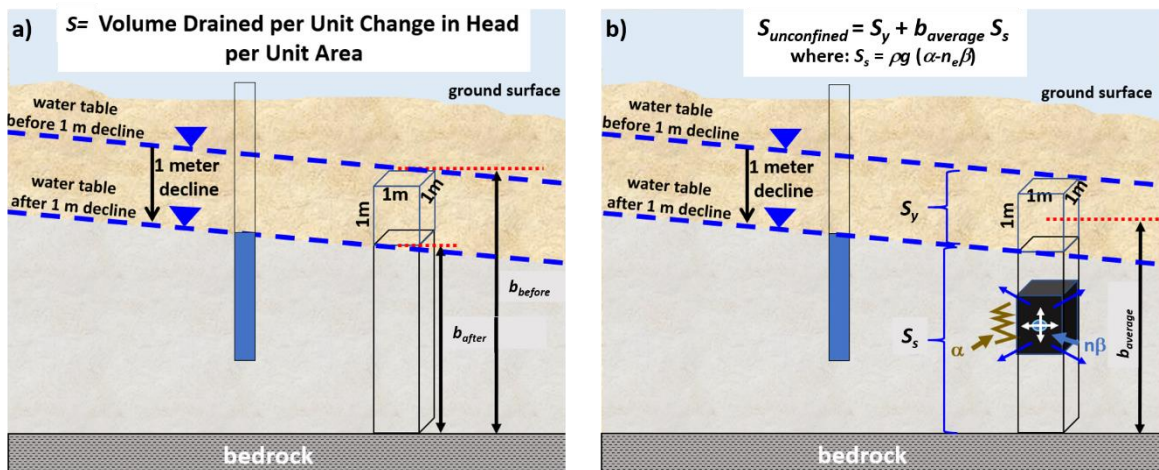 a)
S= Volume Drained per Unit Change in Head
per Unit Area
ground surface
water table
before 1 m decline
1 meter
decline
water table
after 1 m decline
1m
1m
1m
b_before
b_after
bedrock
b)
S_unconfined = S_y + b_average S_s
where: S_s = ρg (α-n_eβ)
ground surface
water table
before 1 m decline
1 meter
decline
water table
after 1 m decline
1m
1m
1m
S_y
S_s
α
nβ
b_average
bedrock